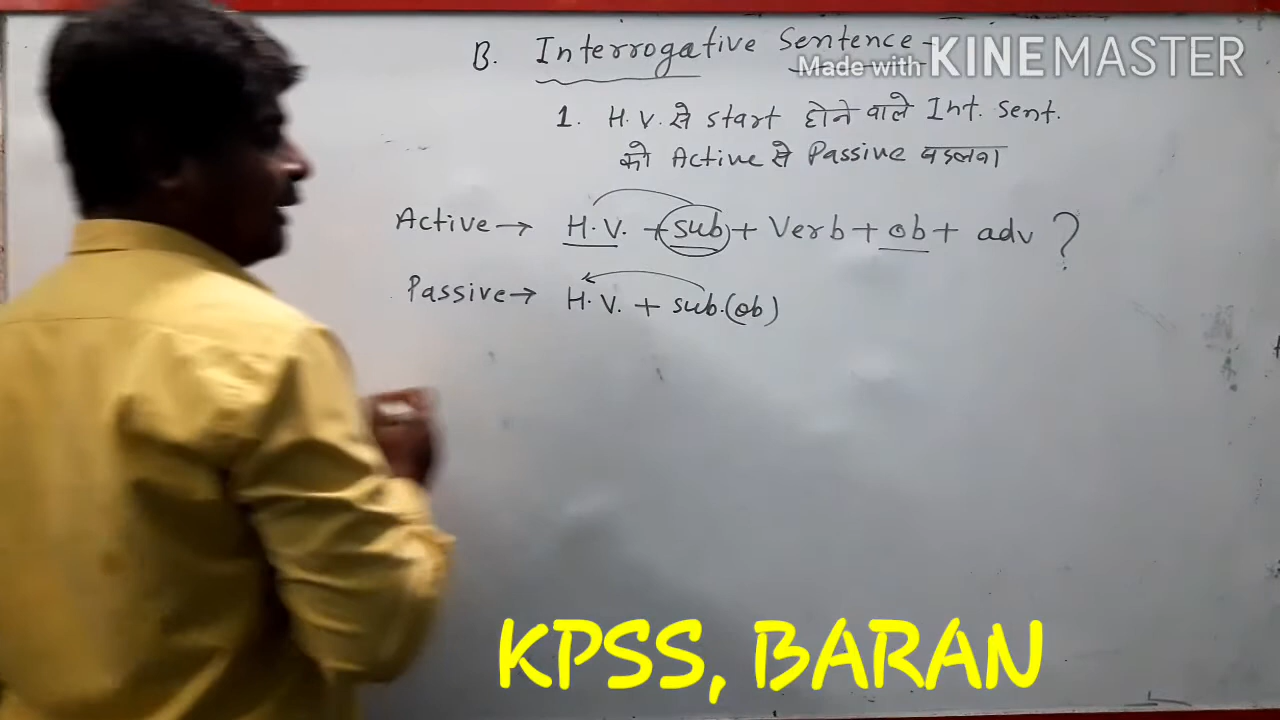 B. Interrogative Sentence-
Made with KINEMASTER
1. H.V. से start होने वाले Int. sent.
को Active से Passive बदलना
Active → H.V. + sub + Verb + ob + adv ?
Passive → H.V. + sub.(ob)
KPSS, BARAN